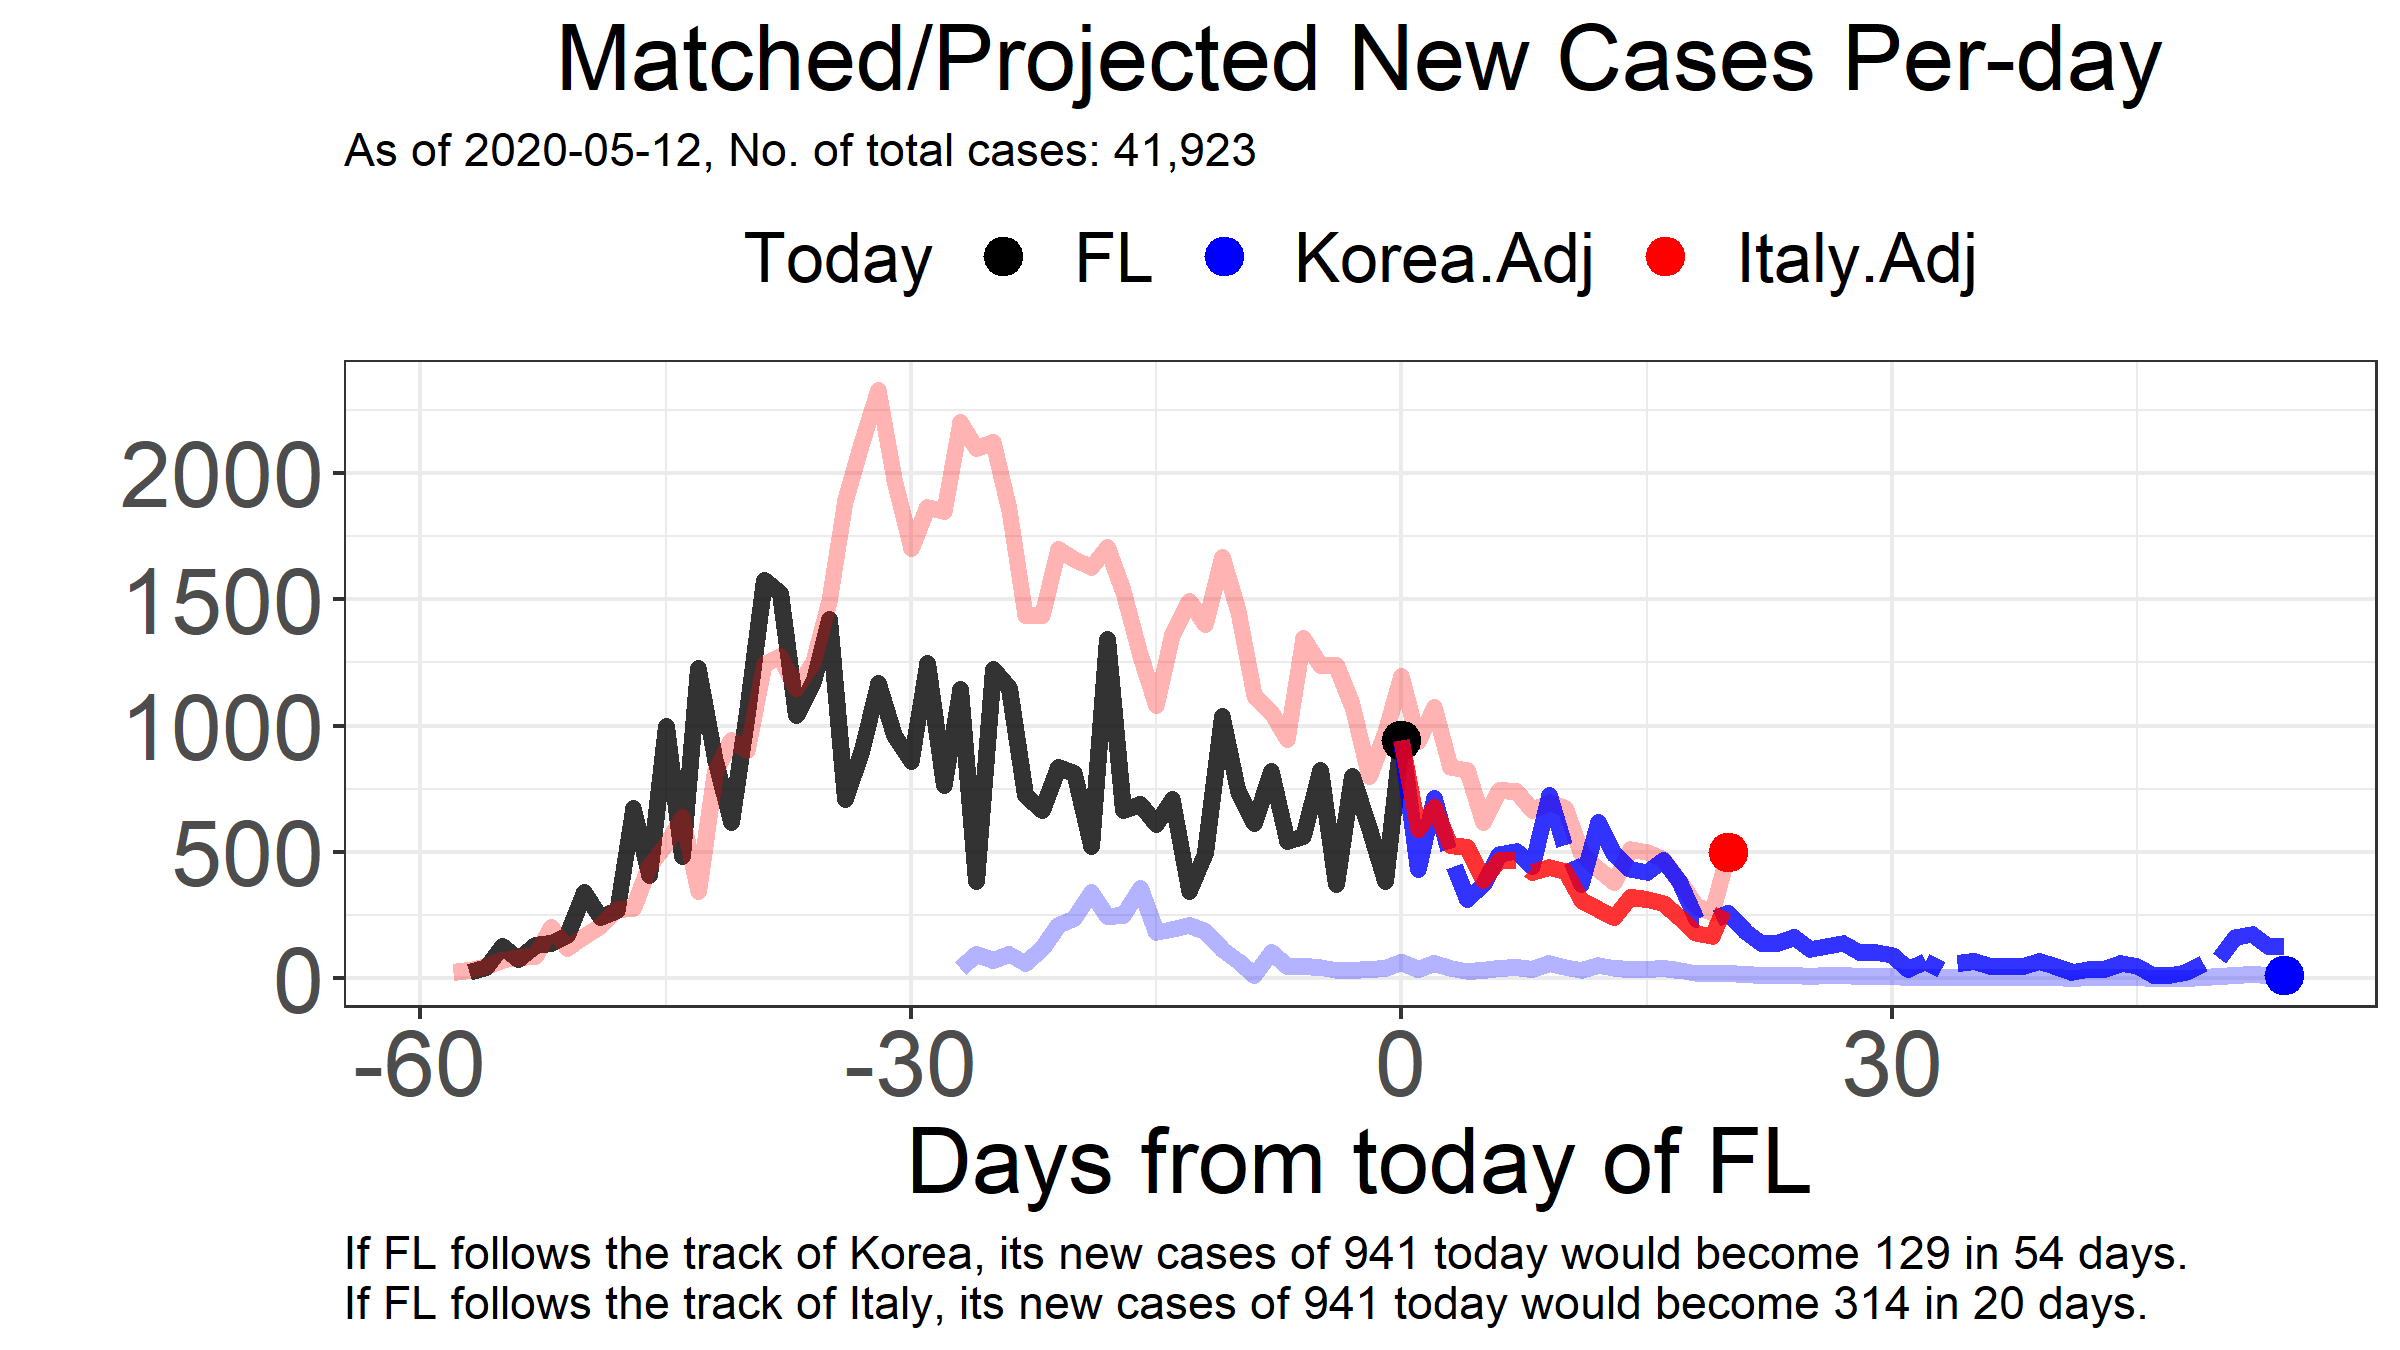 Matched/Projected New Cases Per-day
As of 2020-05-12, No. of total cases: 41,923
Today FL Korea.Adj Italy.Adj
2000
1500
1000
500
0
-60 -30 0 30
Days from today of FL
If FL follows the track of Korea, its new cases of 941 today would become 129 in 54 days.
If FL follows the track of Italy, its new cases of 941 today would become 314 in 20 days.